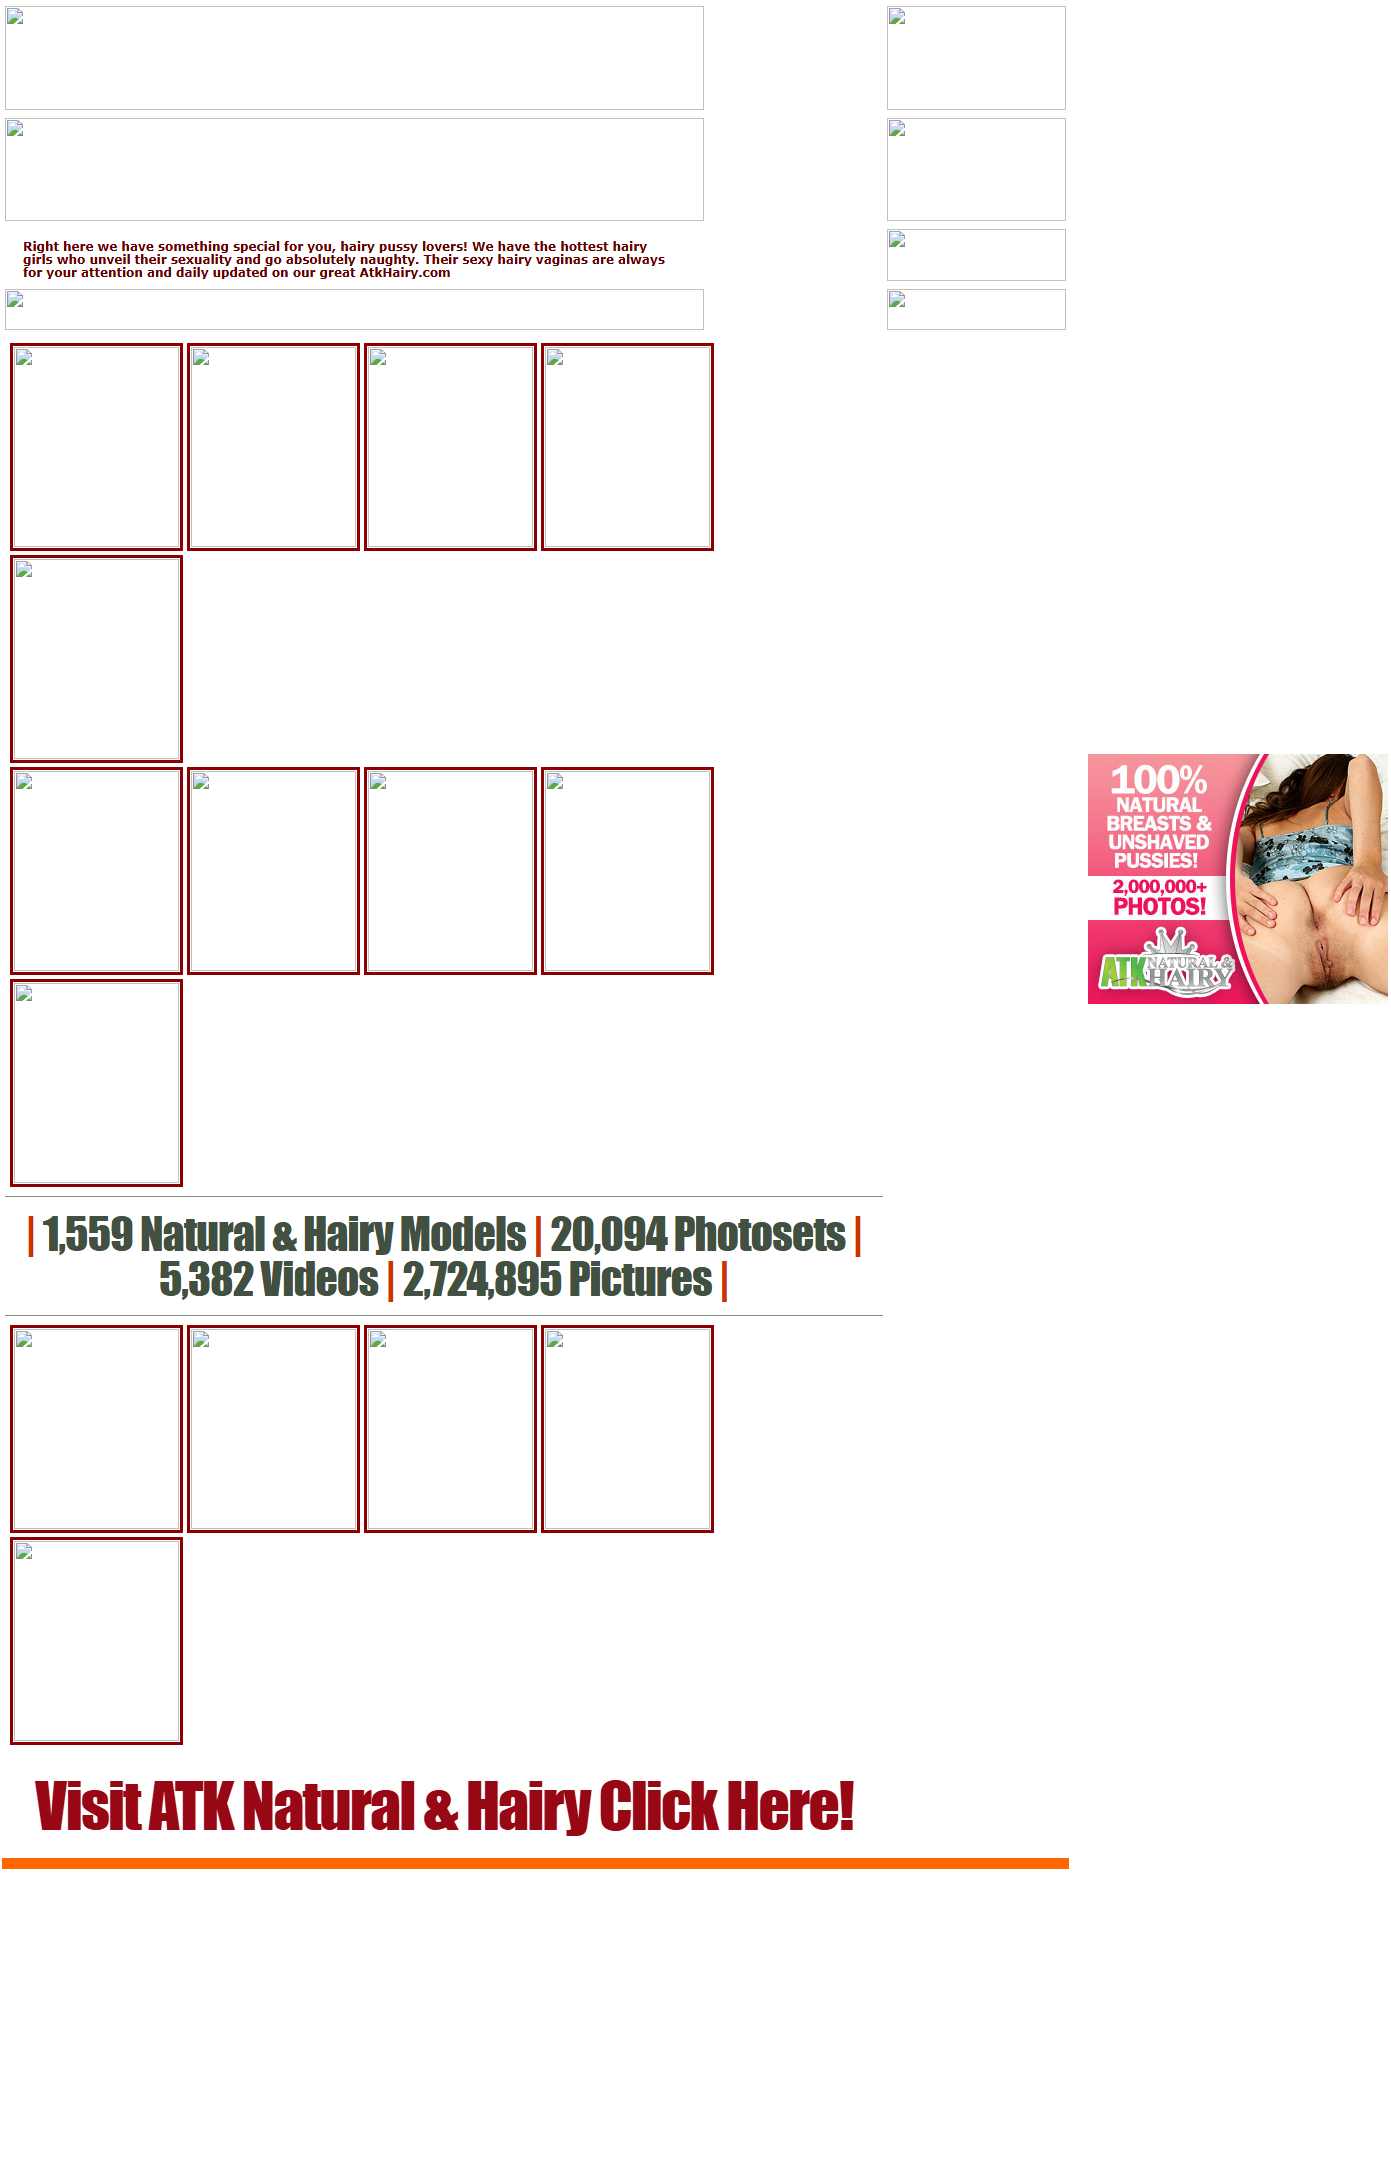 Right here we have something special for you, hairy pussy lovers! We have the hottest hairy
girls who unveil their sexuality and go absolutely naughty. Their sexy hairy vaginas are always
for your attention and daily updated on our great AtkHairy.com
100%
NATURAL
BREASTS &
UNSHAVED
PUSSIES!
2,000,000+
PHOTOS!
ATK NATURAL &
HAIRY
| 1,559 Natural & Hairy Models | 20,094 Photosets |
5,382 Videos | 2,724,895 Pictures |
Visit ATK Natural & Hairy Click Here!